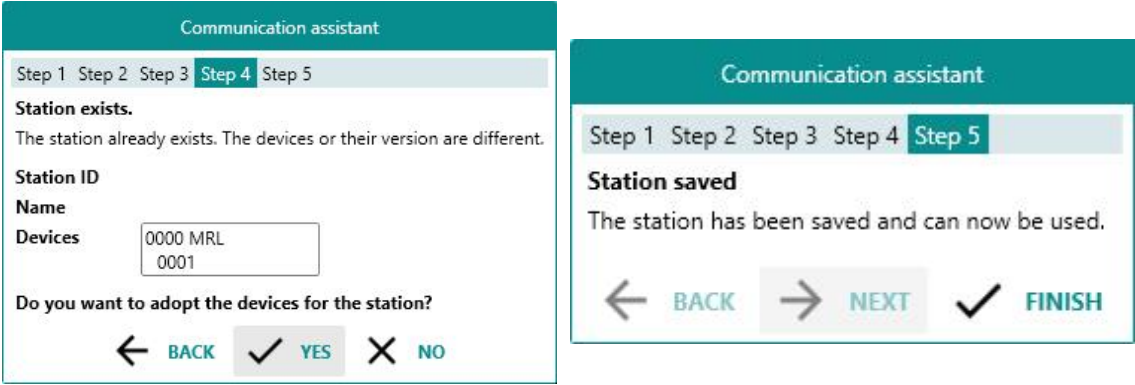 Communication assistant
Step 1 Step 2 Step 3 Step 4 Step 5
Station exists.
The station already exists. The devices or their version are different.
Station ID
Name
Devices
0000 MRL
0001
Do you want to adopt the devices for the station?
BACK YES NO
Communication assistant
Step 1 Step 2 Step 3 Step 4 Step 5
Station saved
The station has been saved and can now be used.
BACK NEXT FINISH